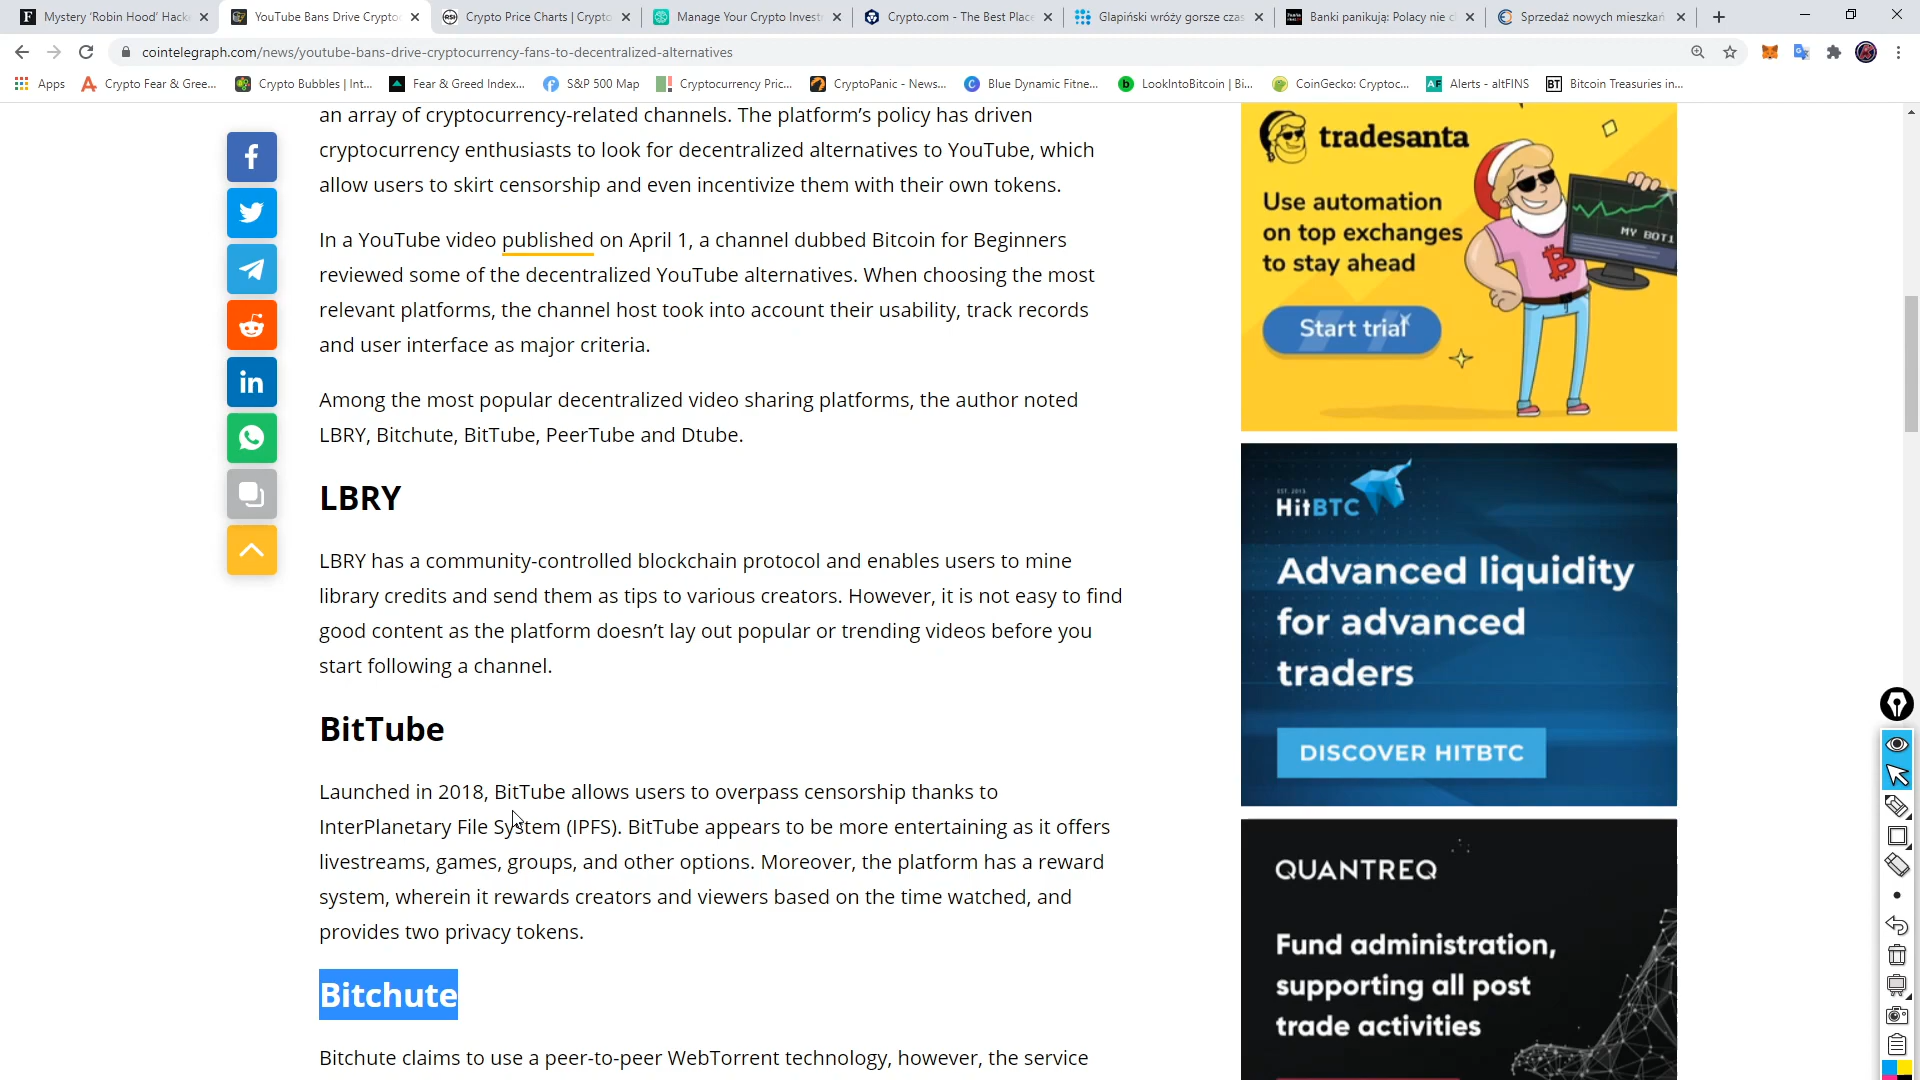 Mystery ‘Robin Hood’ Hack
YouTube Bans Drive Cryptoc
Crypto Price Charts | Crypto
Manage Your Crypto Invest
Crypto.com - The Best Place
Glapiński wróży gorsze czas
Banki panikują: Polacy nie c
Sprzedaż nowych mieszkań
cointelegraph.com/news/youtube-bans-drive-cryptocurrency-fans-to-decentralized-alternatives
Apps
Crypto Fear & Gree...
Crypto Bubbles | Int...
Fear & Greed Index...
S&P 500 Map
Cryptocurrency Pric...
CryptoPanic - News...
Blue Dynamic Fitne...
LookIntoBitcoin | Bi...
CoinGecko: Cryptoc...
Alerts - altFINS
Bitcoin Treasuries in...
an array of cryptocurrency-related channels. The platform’s policy has driven
cryptocurrency enthusiasts to look for decentralized alternatives to YouTube, which
allow users to skirt censorship and even incentivize them with their own tokens.
In a YouTube video published on April 1, a channel dubbed Bitcoin for Beginners
reviewed some of the decentralized YouTube alternatives. When choosing the most
relevant platforms, the channel host took into account their usability, track records
and user interface as major criteria.
Among the most popular decentralized video sharing platforms, the author noted
LBRY, Bitchute, BitTube, PeerTube and Dtube.
LBRY
LBRY has a community-controlled blockchain protocol and enables users to mine
library credits and send them as tips to various creators. However, it is not easy to find
good content as the platform doesn’t lay out popular or trending videos before you
start following a channel.
BitTube
Launched in 2018, BitTube allows users to overpass censorship thanks to
InterPlanetary File System (IPFS). BitTube appears to be more entertaining as it offers
livestreams, games, groups, and other options. Moreover, the platform has a reward
system, wherein it rewards creators and viewers based on the time watched, and
provides two privacy tokens.
Bitchute
Bitchute claims to use a peer-to-peer WebTorrent technology, however, the service
tradesanta
Use automation
on top exchanges
to stay ahead
Start trial
MY BOT1
EST. 2013
HitBTC
Advanced liquidity
for advanced
traders
DISCOVER HITBTC
QUANTREQ
Fund administration,
supporting all post
trade activities